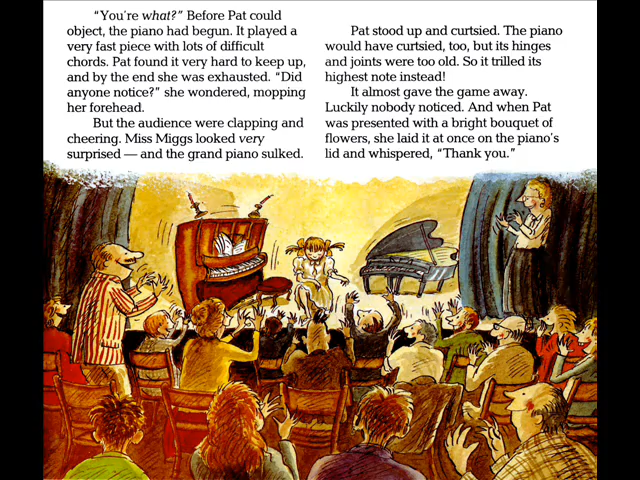 “You’re what?” Before Pat could
object, the piano had begun. It played a
very fast piece with lots of difficult
chords. Pat found it very hard to keep up,
and by the end she was exhausted. “Did
anyone notice?” she wondered, mopping
her forehead.
But the audience were clapping and
cheering. Miss Miggs looked very
surprised — and the grand piano sulked.
Pat stood up and curtsied. The piano
would have curtsied, too, but its hinges
and joints were too old. So it trilled its
highest note instead!
It almost gave the game away.
Luckily nobody noticed. And when Pat
was presented with a bright bouquet of
flowers, she laid it at once on the piano’s
lid and whispered, “Thank you.”